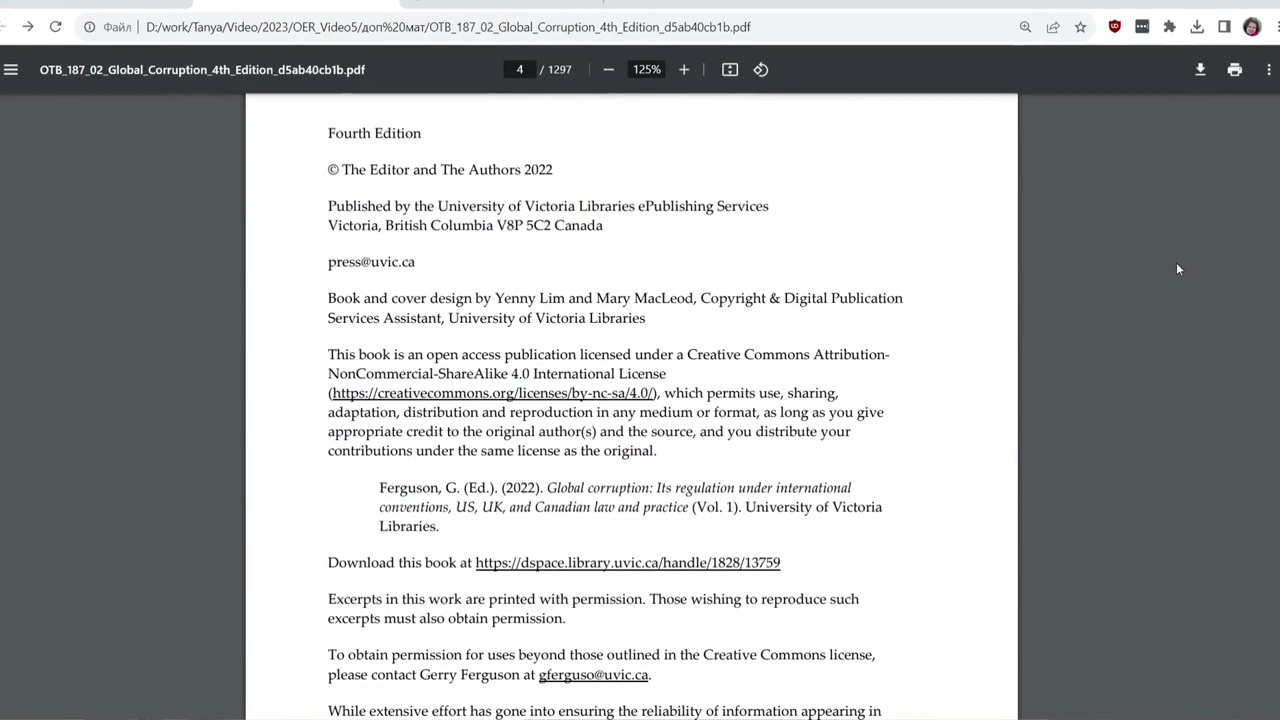 Файл
D:/work/Tanya/Video/2023/OER_Video5/доп%20мат/OTB_187_02_Global_Corruption_4th_Edition_d5ab40cb1b.pdf
OTB_187_02_Global_Corruption_4th_Edition_d5ab40cb1b.pdf
4 / 1297
125%
Fourth Edition
© The Editor and The Authors 2022
Published by the University of Victoria Libraries ePublishing Services
Victoria, British Columbia V8P 5C2 Canada
press@uvic.ca
Book and cover design by Yenny Lim and Mary MacLeod, Copyright & Digital Publication
Services Assistant, University of Victoria Libraries
This book is an open access publication licensed under a Creative Commons Attribution-
NonCommercial-ShareAlike 4.0 International License
(https://creativecommons.org/licenses/by-nc-sa/4.0/), which permits use, sharing,
adaptation, distribution and reproduction in any medium or format, as long as you give
appropriate credit to the original author(s) and the source, and you distribute your
contributions under the same license as the original.
Ferguson, G. (Ed.). (2022). Global corruption: Its regulation under international
conventions, US, UK, and Canadian law and practice (Vol. 1). University of Victoria
Libraries.
Download this book at https://dspace.library.uvic.ca/handle/1828/13759
Excerpts in this work are printed with permission. Those wishing to reproduce such
excerpts must also obtain permission.
To obtain permission for uses beyond those outlined in the Creative Commons license,
please contact Gerry Ferguson at gferguso@uvic.ca.
While extensive effort has gone into ensuring the reliability of information appearing in